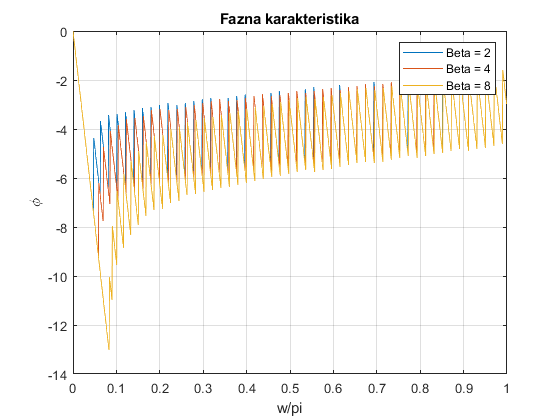 Fazna karakteristika
Beta = 2
Beta = 4
Beta = 8
0
-2
-4
-6
-8
-10
-12
-14
ϕ
0 0.1 0.2 0.3 0.4 0.5 0.6 0.7 0.8 0.9 1
w/pi